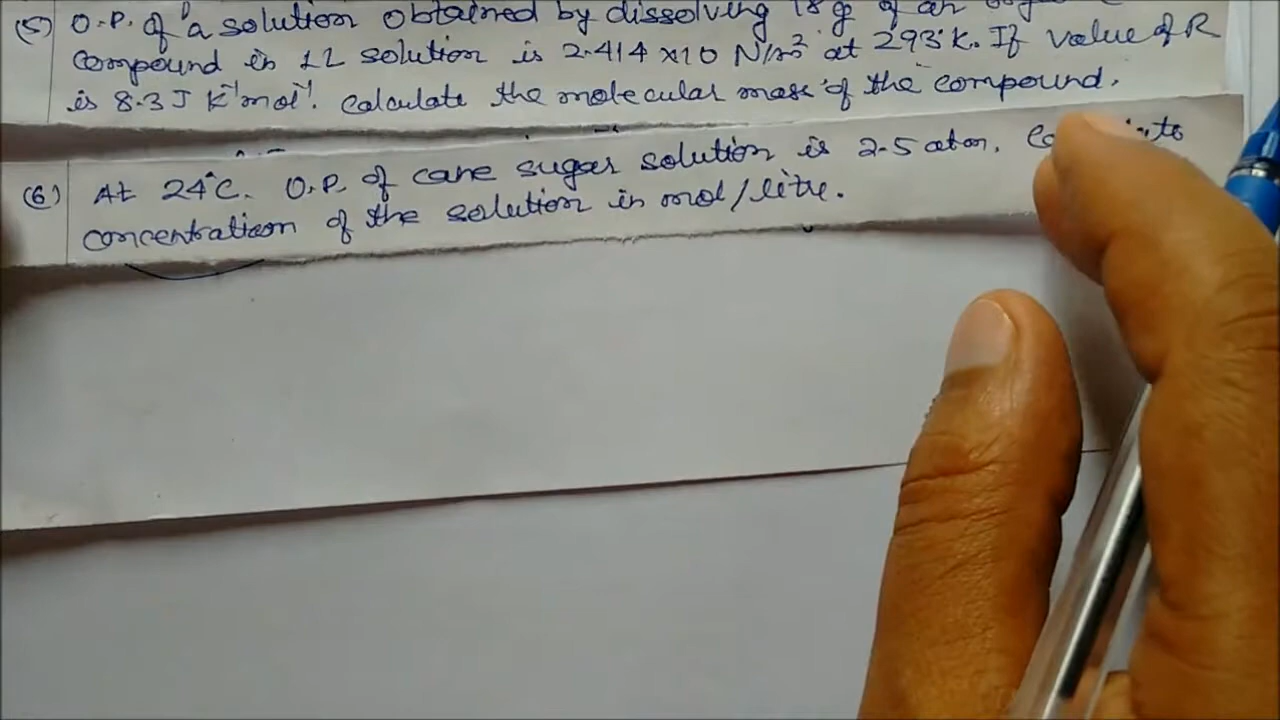 (5) O.P. of a solution obtained by dissolving 18 g of an
compound in 1L solution is 2.414 x10 N/m² at 293°K. If value of R
is 8.3 J K⁻¹mol⁻¹. Calculate the molecular mass of the compound.
(6) At 24°C. O.P. of cane sugar solution is 2.5 atm.
concentration of the solution in mol/litre.